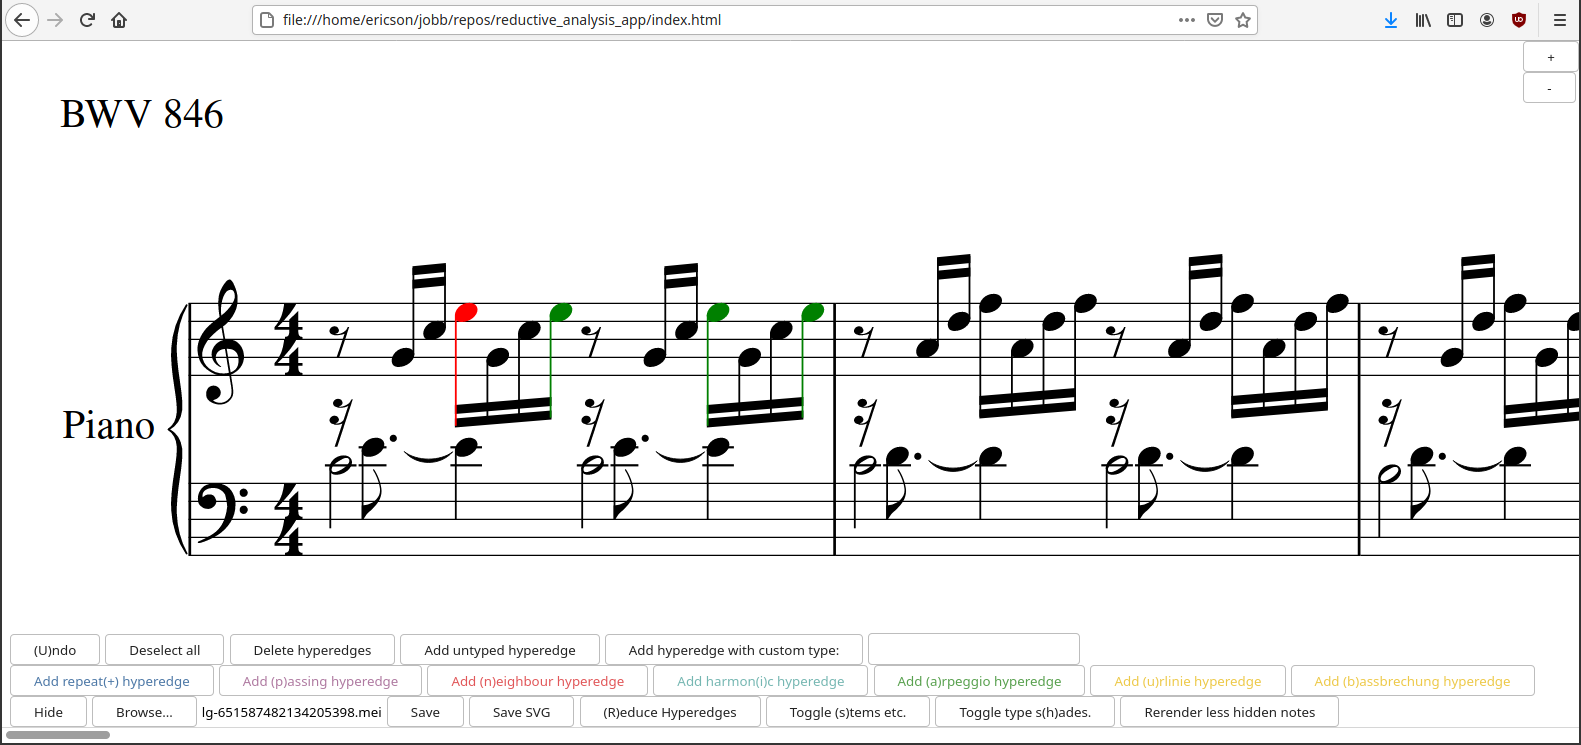 file:///home/ericson/jobb/repos/reductive_analysis_app/index.html
+
-
BWV 846
Piano
(U)ndo Deselect all Delete hyperedges Add untyped hyperedge Add hyperedge with custom type:
Add repeat(+) hyperedge Add (p)assing hyperedge Add (n)eighbour hyperedge Add harmon(i)c hyperedge Add (a)rpeggio hyperedge Add (u)rlinie hyperedge Add (b)assbrechung hyperedge
Hide Browse... lg-651587482134205398.mei Save Save SVG (R)educe Hyperedges Toggle (s)tems etc. Toggle type s(h)ades. Rerender less hidden notes